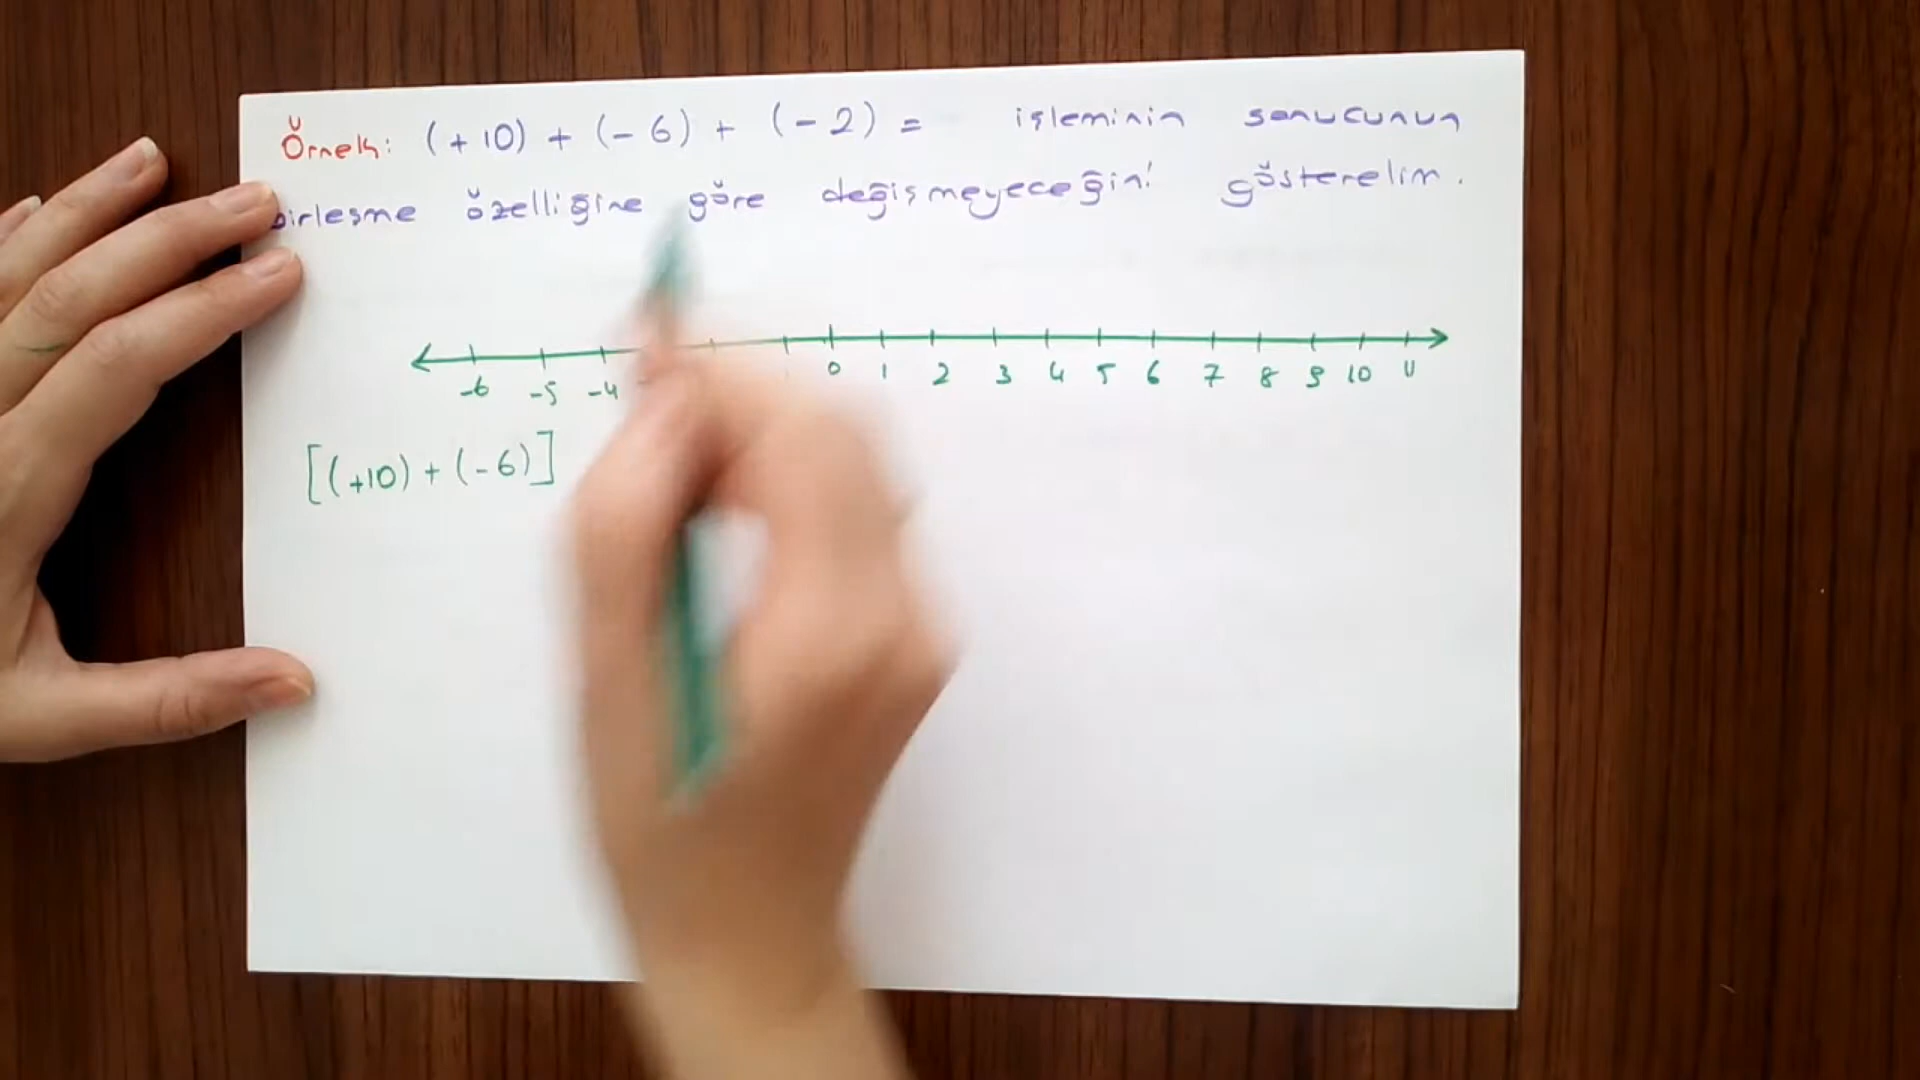 Örnek: (+10) + (-6) + (-2) = işleminin sonucunun
birleşme özelliğine göre değişmeyeceğini gösterelim.
-6 -5 -4 0 1 2 3 4 5 6 7 8 9 10 11
[(+10) + (-6)]